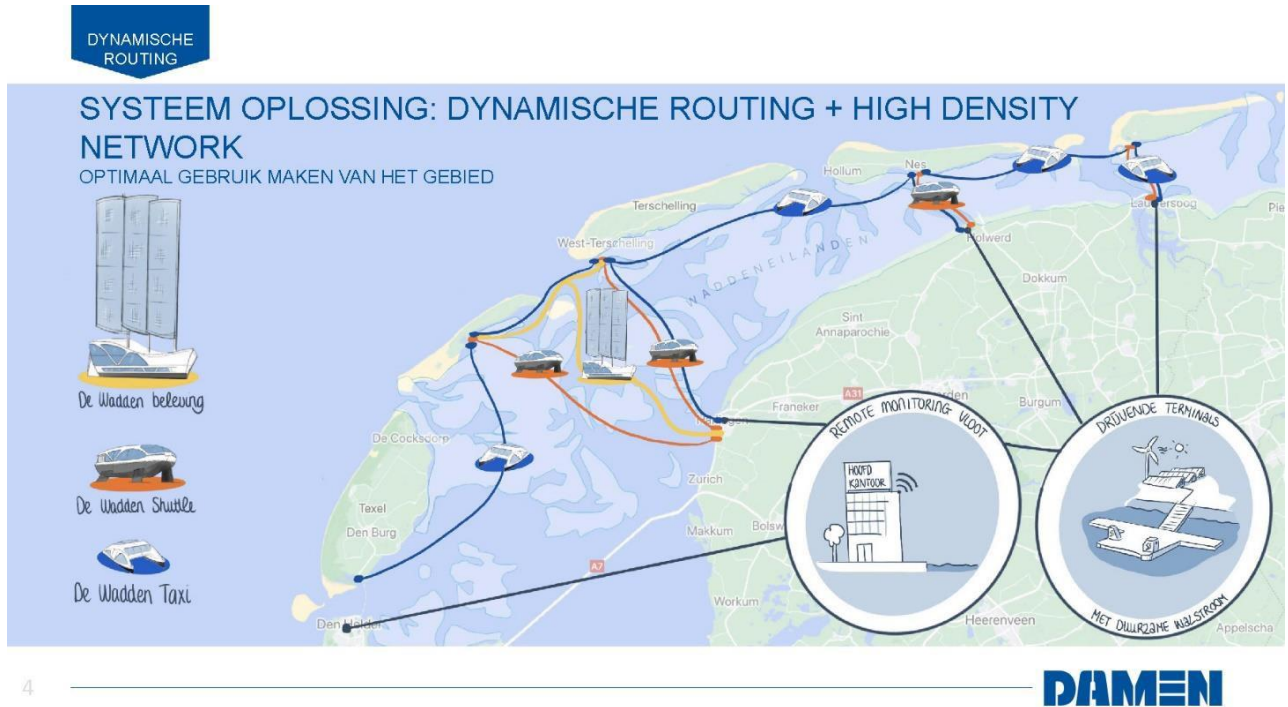 DYNAMISCHE
ROUTING
SYSTEEM OPLOSSING: DYNAMISCHE ROUTING + HIGH DENSITY
NETWORK
OPTIMAAL GEBRUIK MAKEN VAN HET GEBIED
De Wadden beleving
De Wadden Shuttle
De Wadden Taxi
Hollum
Nes
Terschelling
West-Terschelling
WADDENEILANDEN
Holwerd
Dokkum
Sint
Annaparochie
A31
Franeker
Burgum
De Cocksdorp
Zurich
Texel
Makkum
Den Burg
A7
Workum
Den Helder
Heerenveen
Appelscha
REMOTE MONITORING VLOOT
HOOFD
KANTOOR
DRIJVENDE TERMINALS
MET DUURZAME WALSTROOM
4
DAMEN